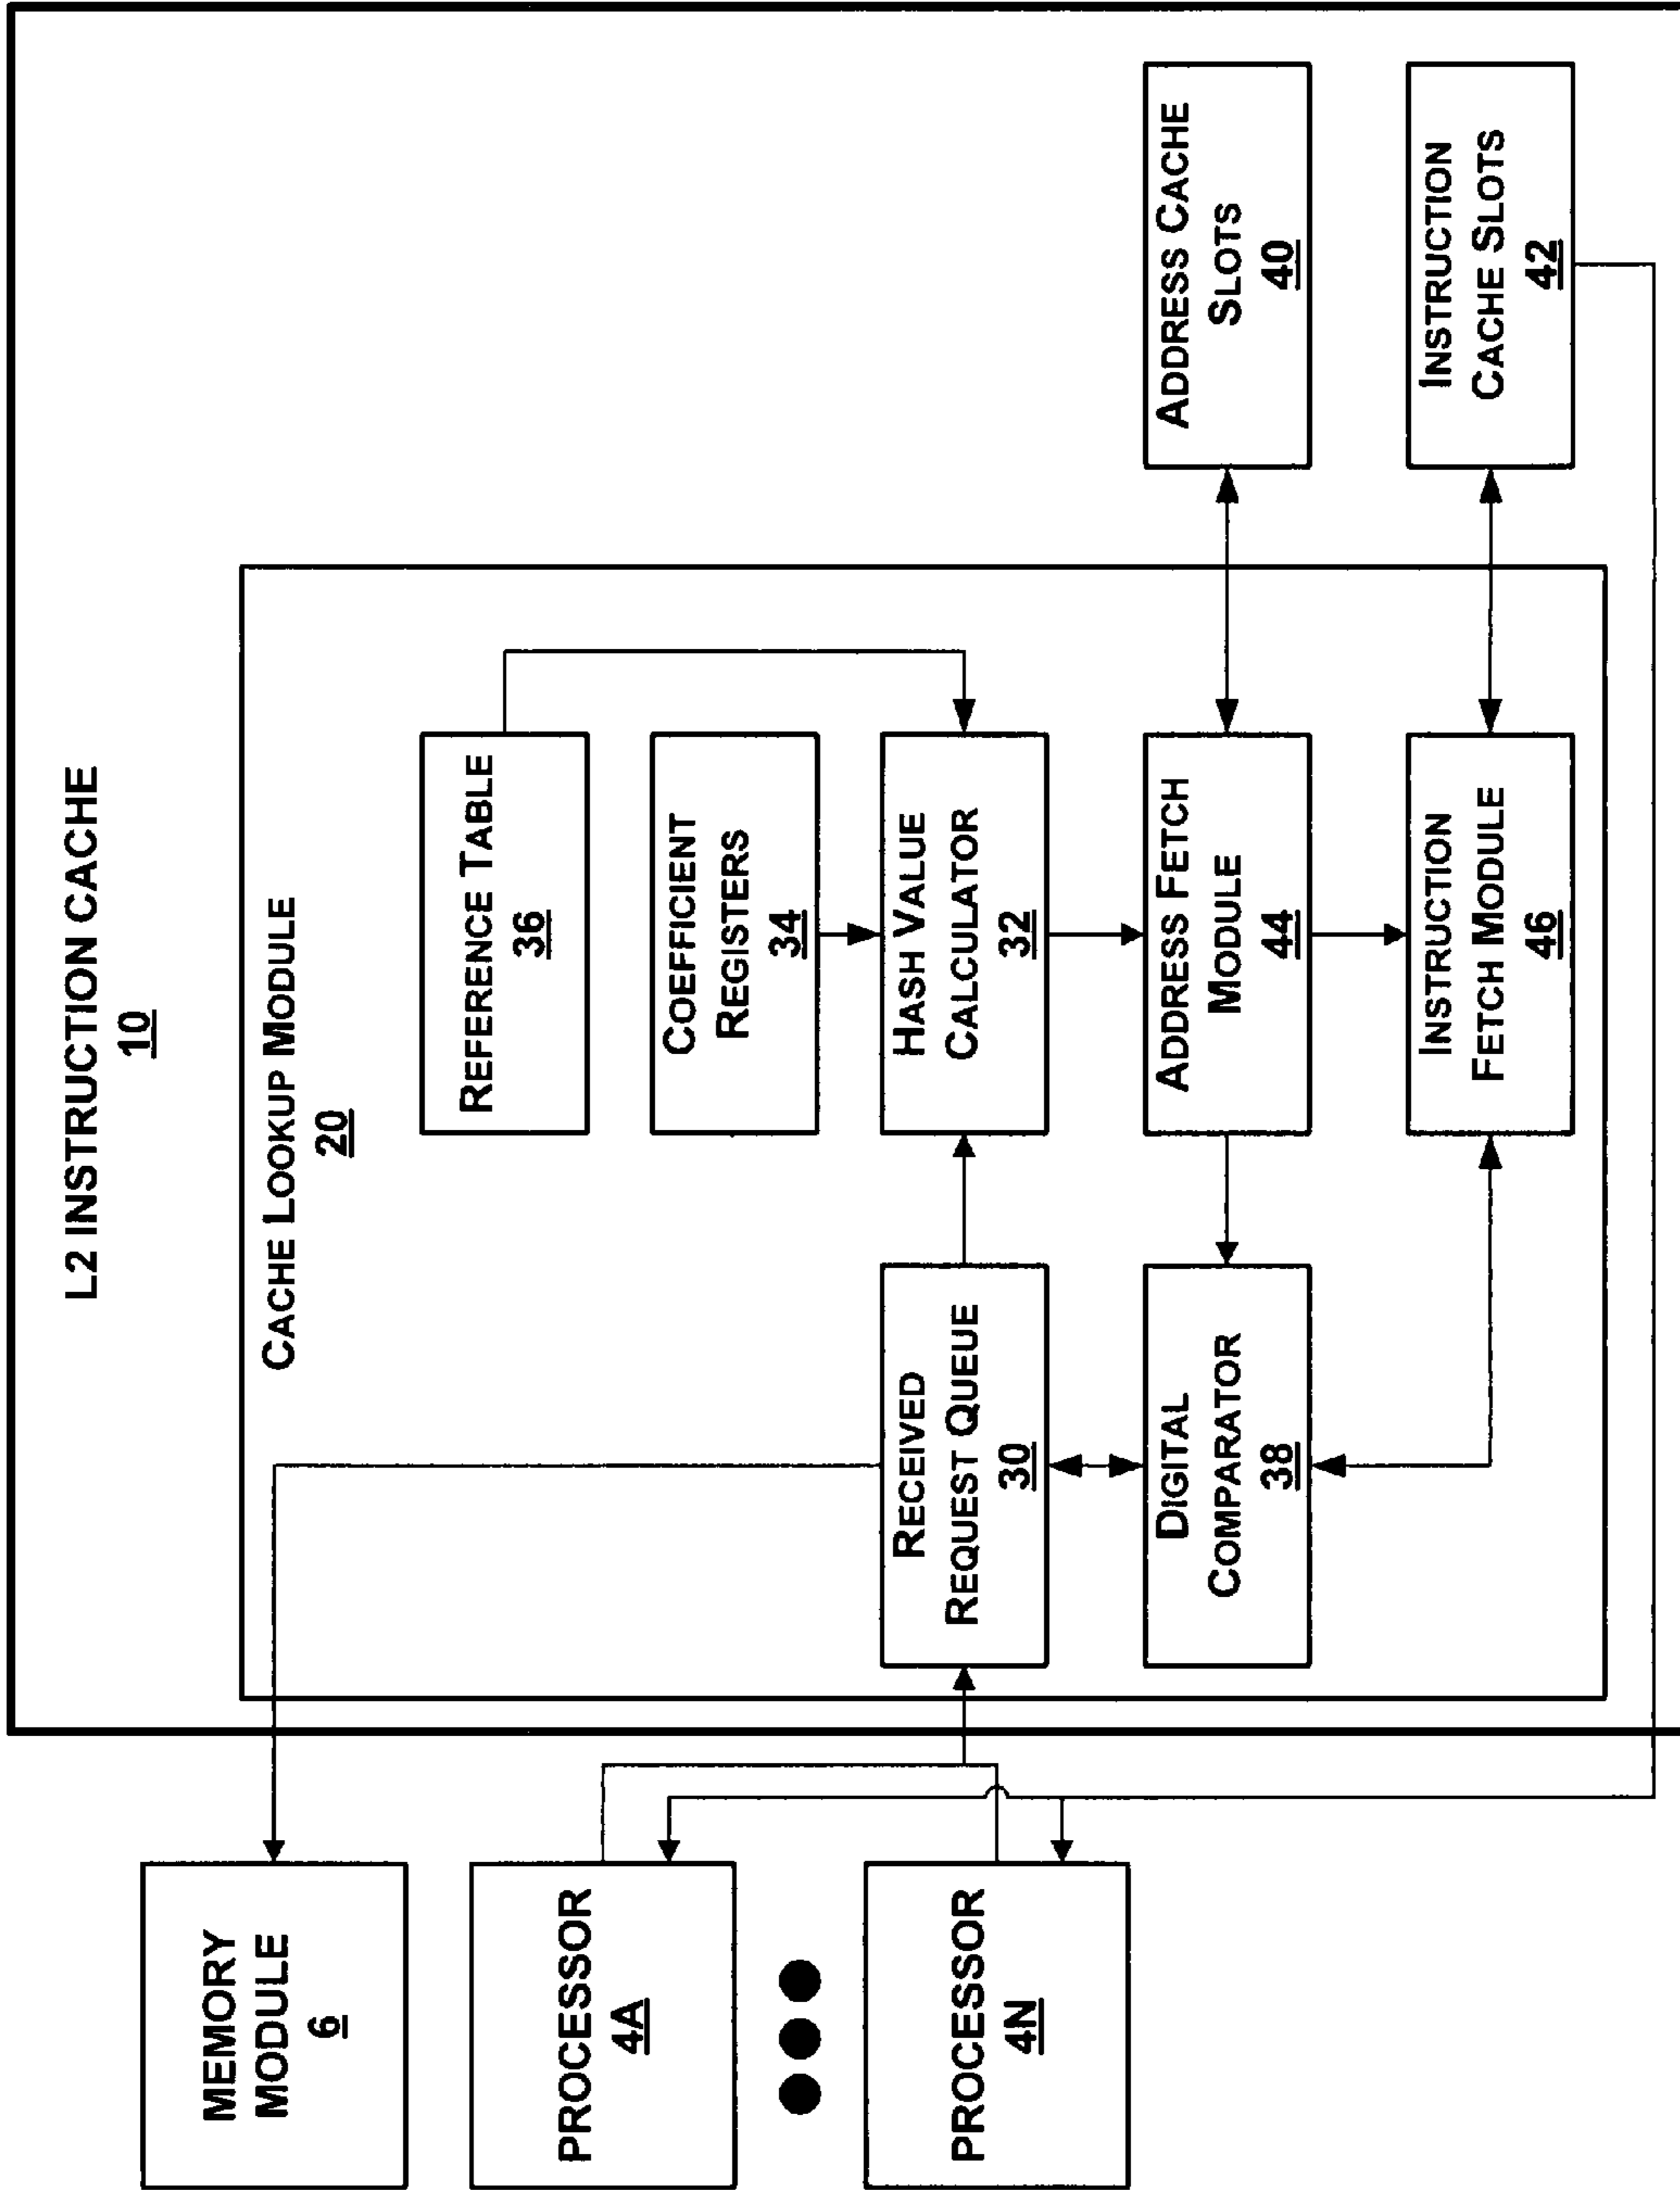 L2 INSTRUCTION CACHE
10
CACHE LOOKUP MODULE
20
MEMORY
MODULE
6
PROCESSOR
4A
PROCESSOR
4N
REFERENCE TABLE
36
COEFFICIENT
REGISTERS
34
RECEIVED
REQUEST QUEUE
30
HASH VALUE
CALCULATOR
32
DIGITAL
COMPARATOR
38
ADDRESS FETCH
MODULE
44
ADDRESS CACHE
SLOTS
40
INSTRUCTION
FETCH MODULE
46
INSTRUCTION
CACHE SLOTS
42